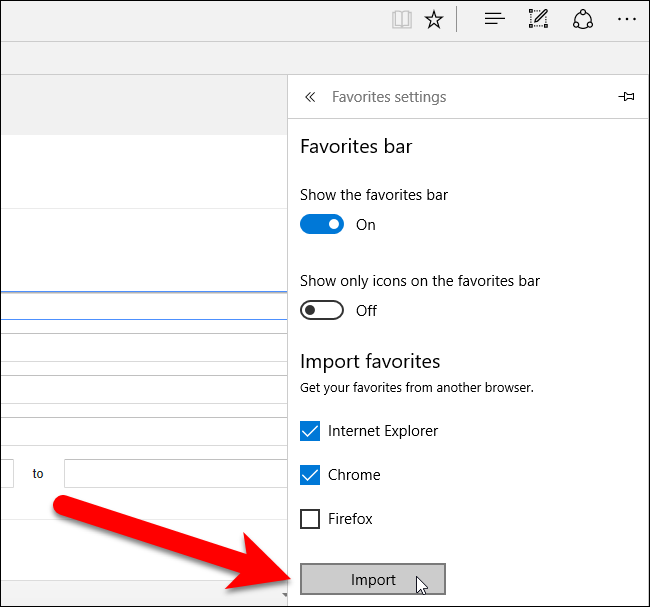 Favorites settings
Favorites bar
Show the favorites bar
On
Show only icons on the favorites bar
Off
Import favorites
Get your favorites from another browser.
Internet Explorer
to
Chrome
Firefox
Import